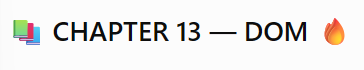 📚 CHAPTER 13 — DOM 🔥